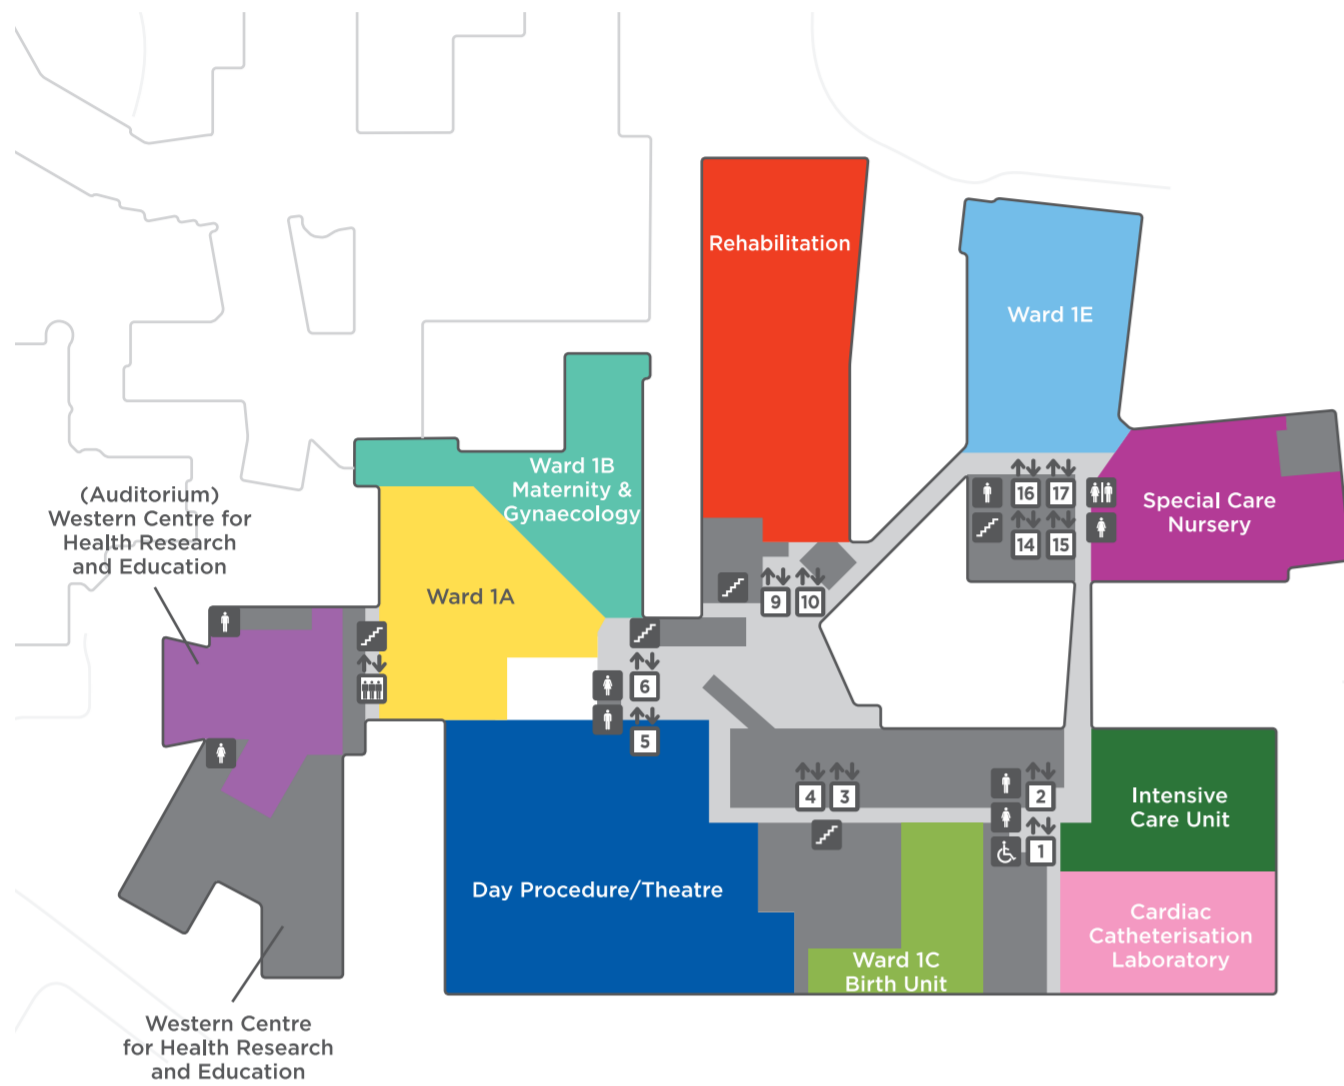 Rehabilitation
Ward 1E
Ward 1B
Maternity &
Gynaecology
(Auditorium)
Western Centre for
Health Research
and Education
Special Care
Nursery
16
17
14
15
Ward 1A
9
10
6
5
4
3
2
1
Intensive
Care Unit
Day Procedure/Theatre
Cardiac
Catheterisation
Laboratory
Ward 1C
Birth Unit
Western Centre
for Health Research
and Education